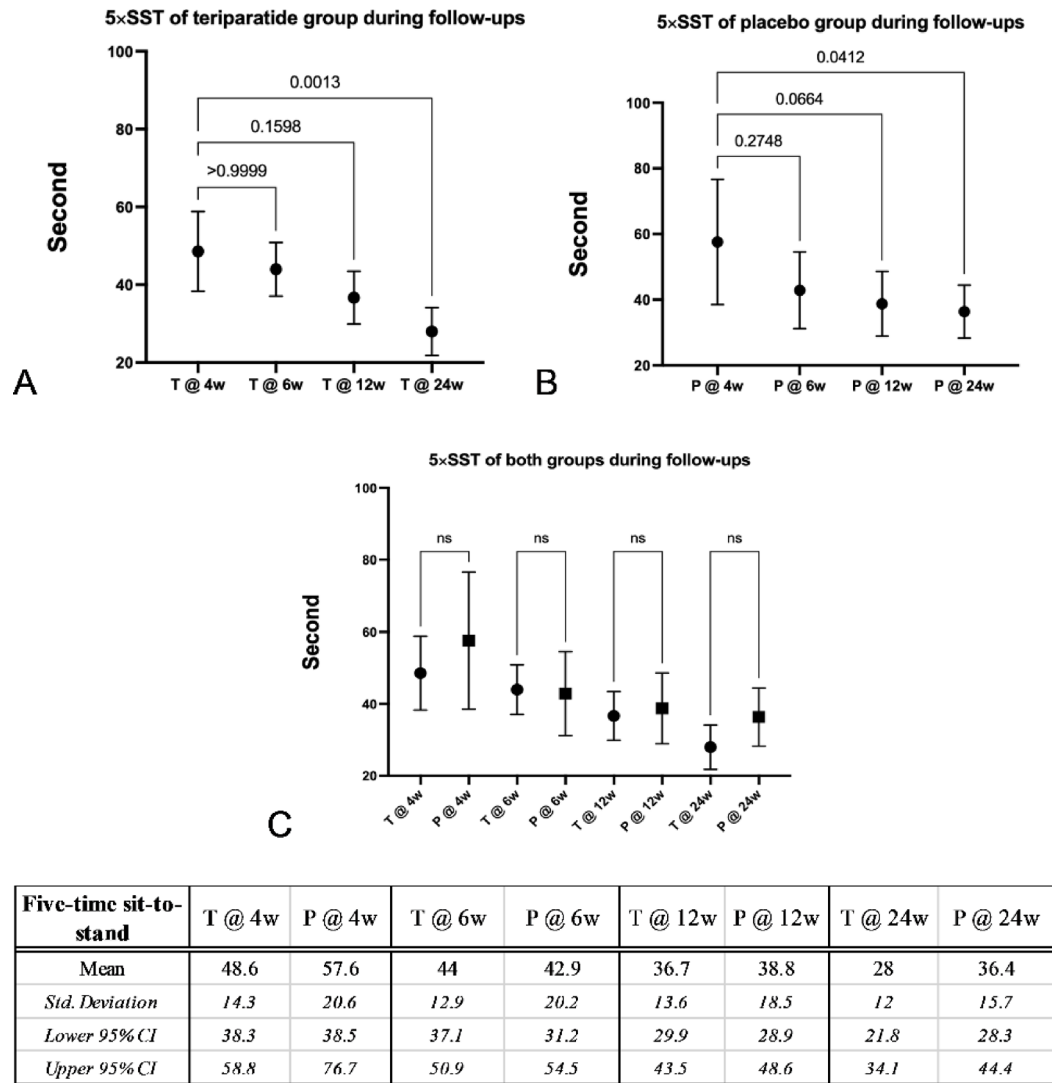 5×SST of teriparatide group during follow-ups
100
80
60
40
20
Second
0.0013
0.1598
>0.9999
T @ 4w T @ 6w T @ 12w T @ 24w
A
5×SST of placebo group during follow-ups
100
80
60
40
20
Second
0.0412
0.0664
0.2748
P @ 4w P @ 6w P @ 12w P @ 24w
B
5×SST of both groups during follow-ups
100
80
60
40
20
Second
ns ns ns ns
T @ 4w P @ 4w T @ 6w P @ 6w T @ 12w P @ 12w T @ 24w P @ 24w
C
Five-time sit-to-
stand T @ 4w P @ 4w T @ 6w P @ 6w T @ 12w P @ 12w T @ 24w P @ 24w
Mean 48.6 57.6 44 42.9 36.7 38.8 28 36.4
Std. Deviation 14.3 20.6 12.9 20.2 13.6 18.5 12 15.7
Lower 95% CI 38.3 38.5 37.1 31.2 29.9 28.9 21.8 28.3
Upper 95% CI 58.8 76.7 50.9 54.5 43.5 48.6 34.1 44.4